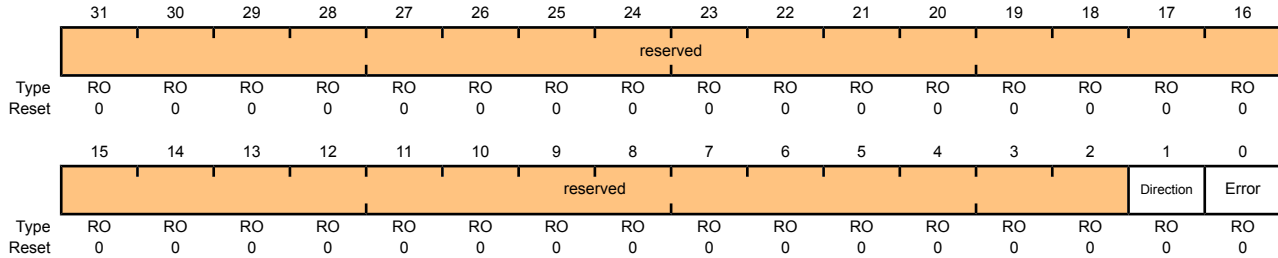 31 30 29 28 27 26 25 24 23 22 21 20 19 18 17 16
reserved
Type RO RO RO RO RO RO RO RO RO RO RO RO RO RO RO RO
Reset 0 0 0 0 0 0 0 0 0 0 0 0 0 0 0 0
15 14 13 12 11 10 9 8 7 6 5 4 3 2 1 0
reserved Direction Error
Type RO RO RO RO RO RO RO RO RO RO RO RO RO RO RO RO
Reset 0 0 0 0 0 0 0 0 0 0 0 0 0 0 0 0